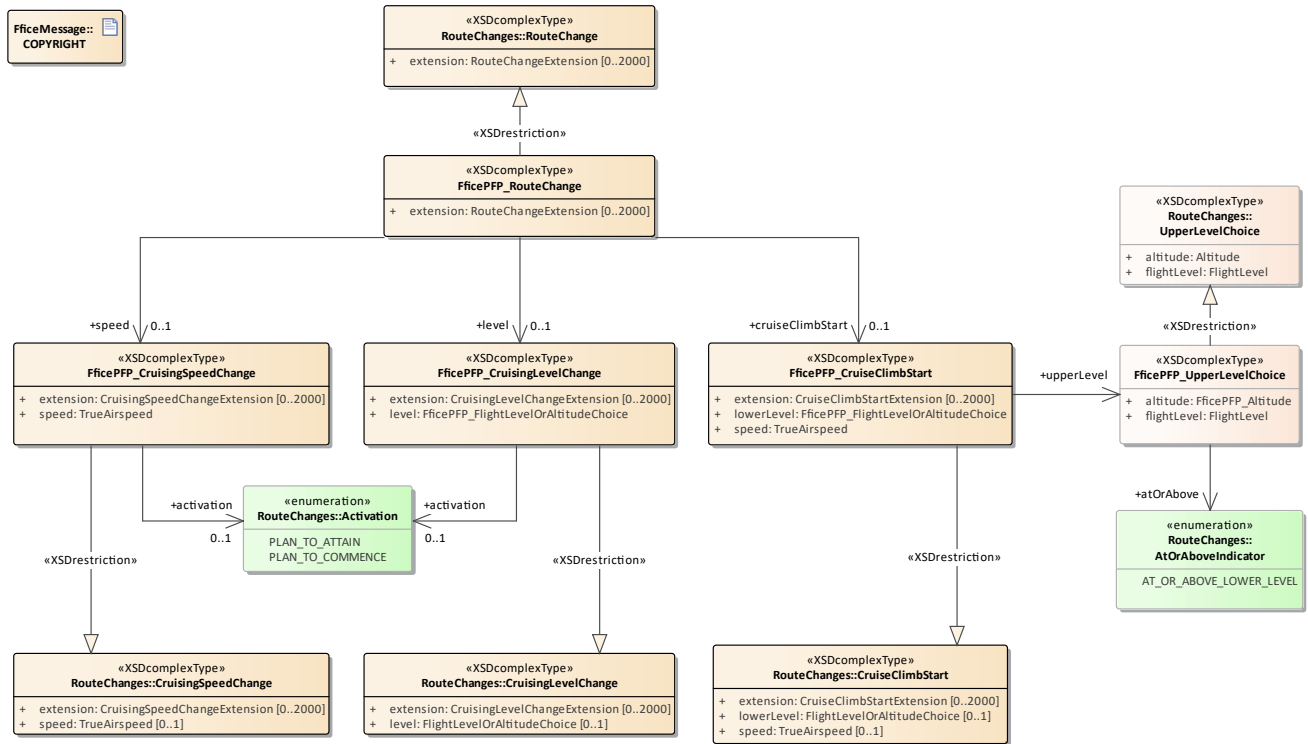 FficeMessage::
COPYRIGHT
«XSDcomplexType»
RouteChanges::RouteChange
+ extension: RouteChangeExtension [0..2000]
«XSDrestriction»
«XSDcomplexType»
FficePFP_RouteChange
+ extension: RouteChangeExtension [0..2000]
«XSDcomplexType»
RouteChanges::
UpperLevelChoice
+ altitude: Altitude
+ flightLevel: FlightLevel
«XSDrestriction»
+speed 0..1
+level 0..1
+cruiseClimbStart 0..1
«XSDcomplexType»
FficePFP_CruisingSpeedChange
+ extension: CruisingSpeedChangeExtension [0..2000]
+ speed: TrueAirspeed
«XSDcomplexType»
FficePFP_CruisingLevelChange
+ extension: CruisingLevelChangeExtension [0..2000]
+ level: FficePFP_FlightLevelOrAltitudeChoice
«XSDcomplexType»
FficePFP_CruiseClimbStart
+ extension: CruiseClimbStartExtension [0..2000]
+ lowerLevel: FficePFP_FlightLevelOrAltitudeChoice
+ speed: TrueAirspeed
+upperLevel
«XSDcomplexType»
FficePFP_UpperLevelChoice
+ altitude: FficePFP_Altitude
+ flightLevel: FlightLevel
+activation
0..1
«enumeration»
RouteChanges::Activation
PLAN_TO_ATTAIN
PLAN_TO_COMMENCE
+activation
0..1
+atOrAbove
«enumeration»
RouteChanges::
AtOrAboveIndicator
AT_OR_ABOVE_LOWER_LEVEL
«XSDrestriction»
«XSDrestriction»
«XSDrestriction»
«XSDcomplexType»
RouteChanges::CruisingSpeedChange
+ extension: CruisingSpeedChangeExtension [0..2000]
+ speed: TrueAirspeed [0..1]
«XSDcomplexType»
RouteChanges::CruisingLevelChange
+ extension: CruisingLevelChangeExtension [0..2000]
+ level: FlightLevelOrAltitudeChoice [0..1]
«XSDcomplexType»
RouteChanges::CruiseClimbStart
+ extension: CruiseClimbStartExtension [0..2000]
+ lowerLevel: FlightLevelOrAltitudeChoice [0..1]
+ speed: TrueAirspeed [0..1]